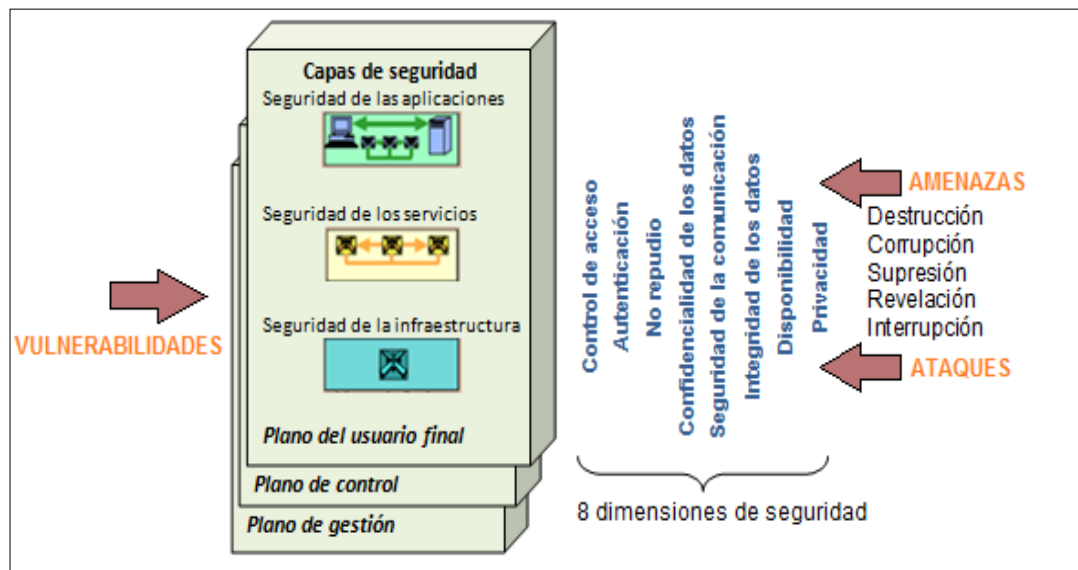 Capas de seguridad
Seguridad de las aplicaciones
Seguridad de los servicios
Seguridad de la infraestructura
Plano del usuario final
Plano de control
Plano de gestión
VULNERABILIDADES
Control de acceso
Autenticación
No repudio
Confidencialidad de los datos
Seguridad de la comunicación
Integridad de los datos
Disponibilidad
Privacidad
8 dimensiones de seguridad
AMENAZAS
Destrucción
Corrupción
Supresión
Revelación
Interrupción
ATAQUES